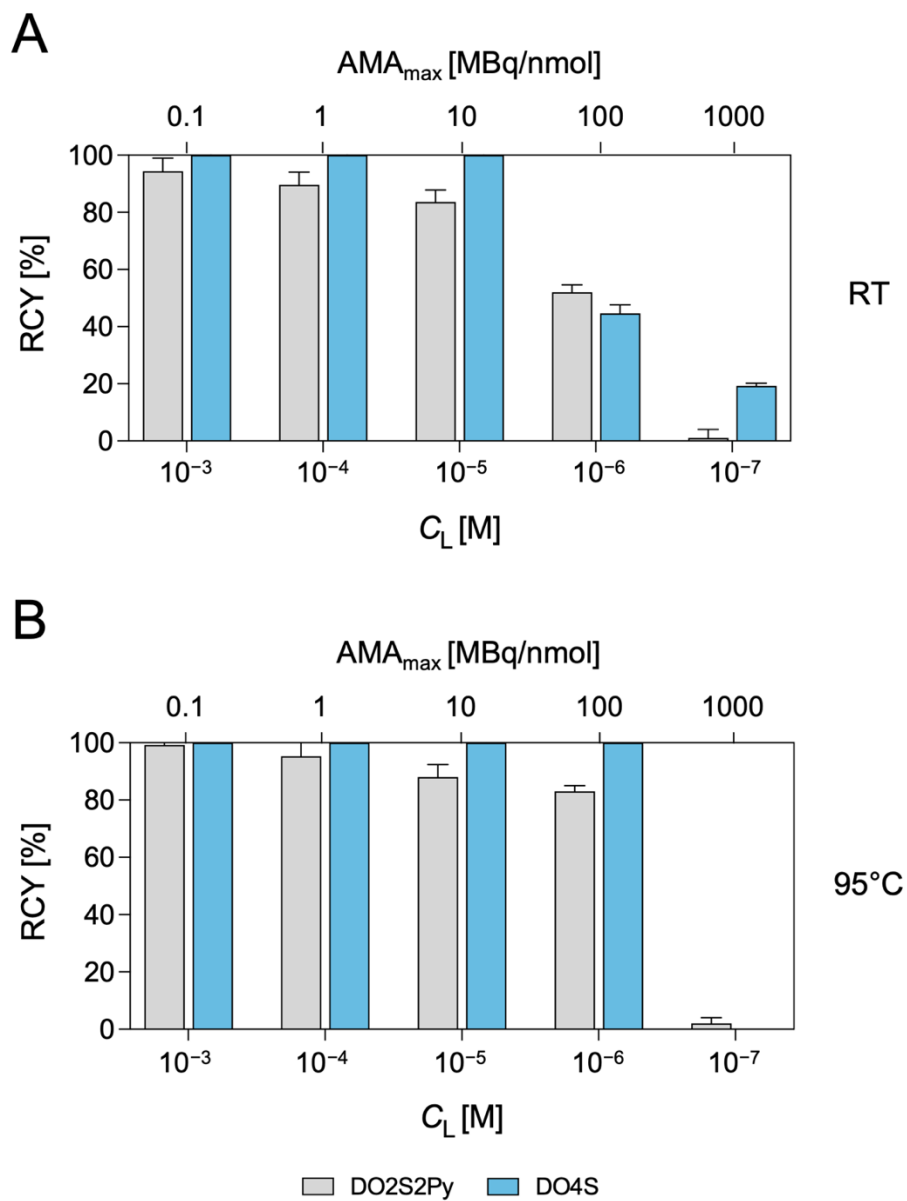 A
AMAmax [MBq/nmol]
0.1 1 10 100 1000
100
80
60
40
20
0
RCY [%]
RT
10⁻³ 10⁻⁴ 10⁻⁵ 10⁻⁶ 10⁻⁷
CL [M]
B
AMAmax [MBq/nmol]
0.1 1 10 100 1000
100
80
60
40
20
0
RCY [%]
95°C
10⁻³ 10⁻⁴ 10⁻⁵ 10⁻⁶ 10⁻⁷
CL [M]
DO2S2Py DO4S